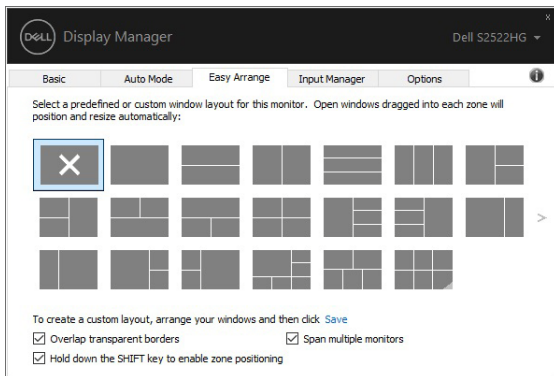 DELL Display Manager
Dell S2522HG
Basic
Auto Mode
Easy Arrange
Input Manager
Options
Select a predefined or custom window layout for this monitor. Open windows dragged into each zone will
position and resize automatically:
To create a custom layout, arrange your windows and then click Save
Overlap transparent borders
Span multiple monitors
Hold down the SHIFT key to enable zone positioning